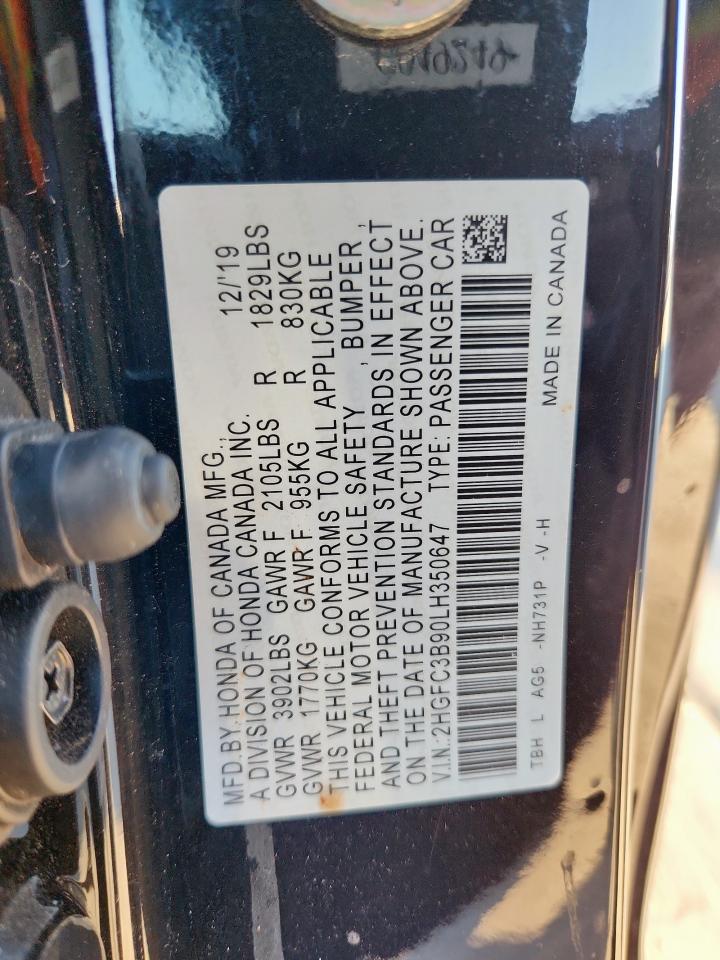 MFD.BY HONDA OF CANADA MFG., 12/'19
A DIVISION OF HONDA CANADA INC.
GVWR 3902LBS GAWR F 2105LBS R 1829LBS
GVWR 1770KG GAWR F 955KG R 830KG
THIS VEHICLE CONFORMS TO ALL APPLICABLE
FEDERAL MOTOR VEHICLE SAFETY , BUMPER ,
AND THEFT PREVENTION STANDARDS IN EFFECT
ON THE DATE OF MANUFACTURE SHOWN ABOVE.
V.I.N.:2HGFC3B90LH350647 TYPE: PASSENGER CAR
TBH L AG5 -NH731P -V -H MADE IN CANADA